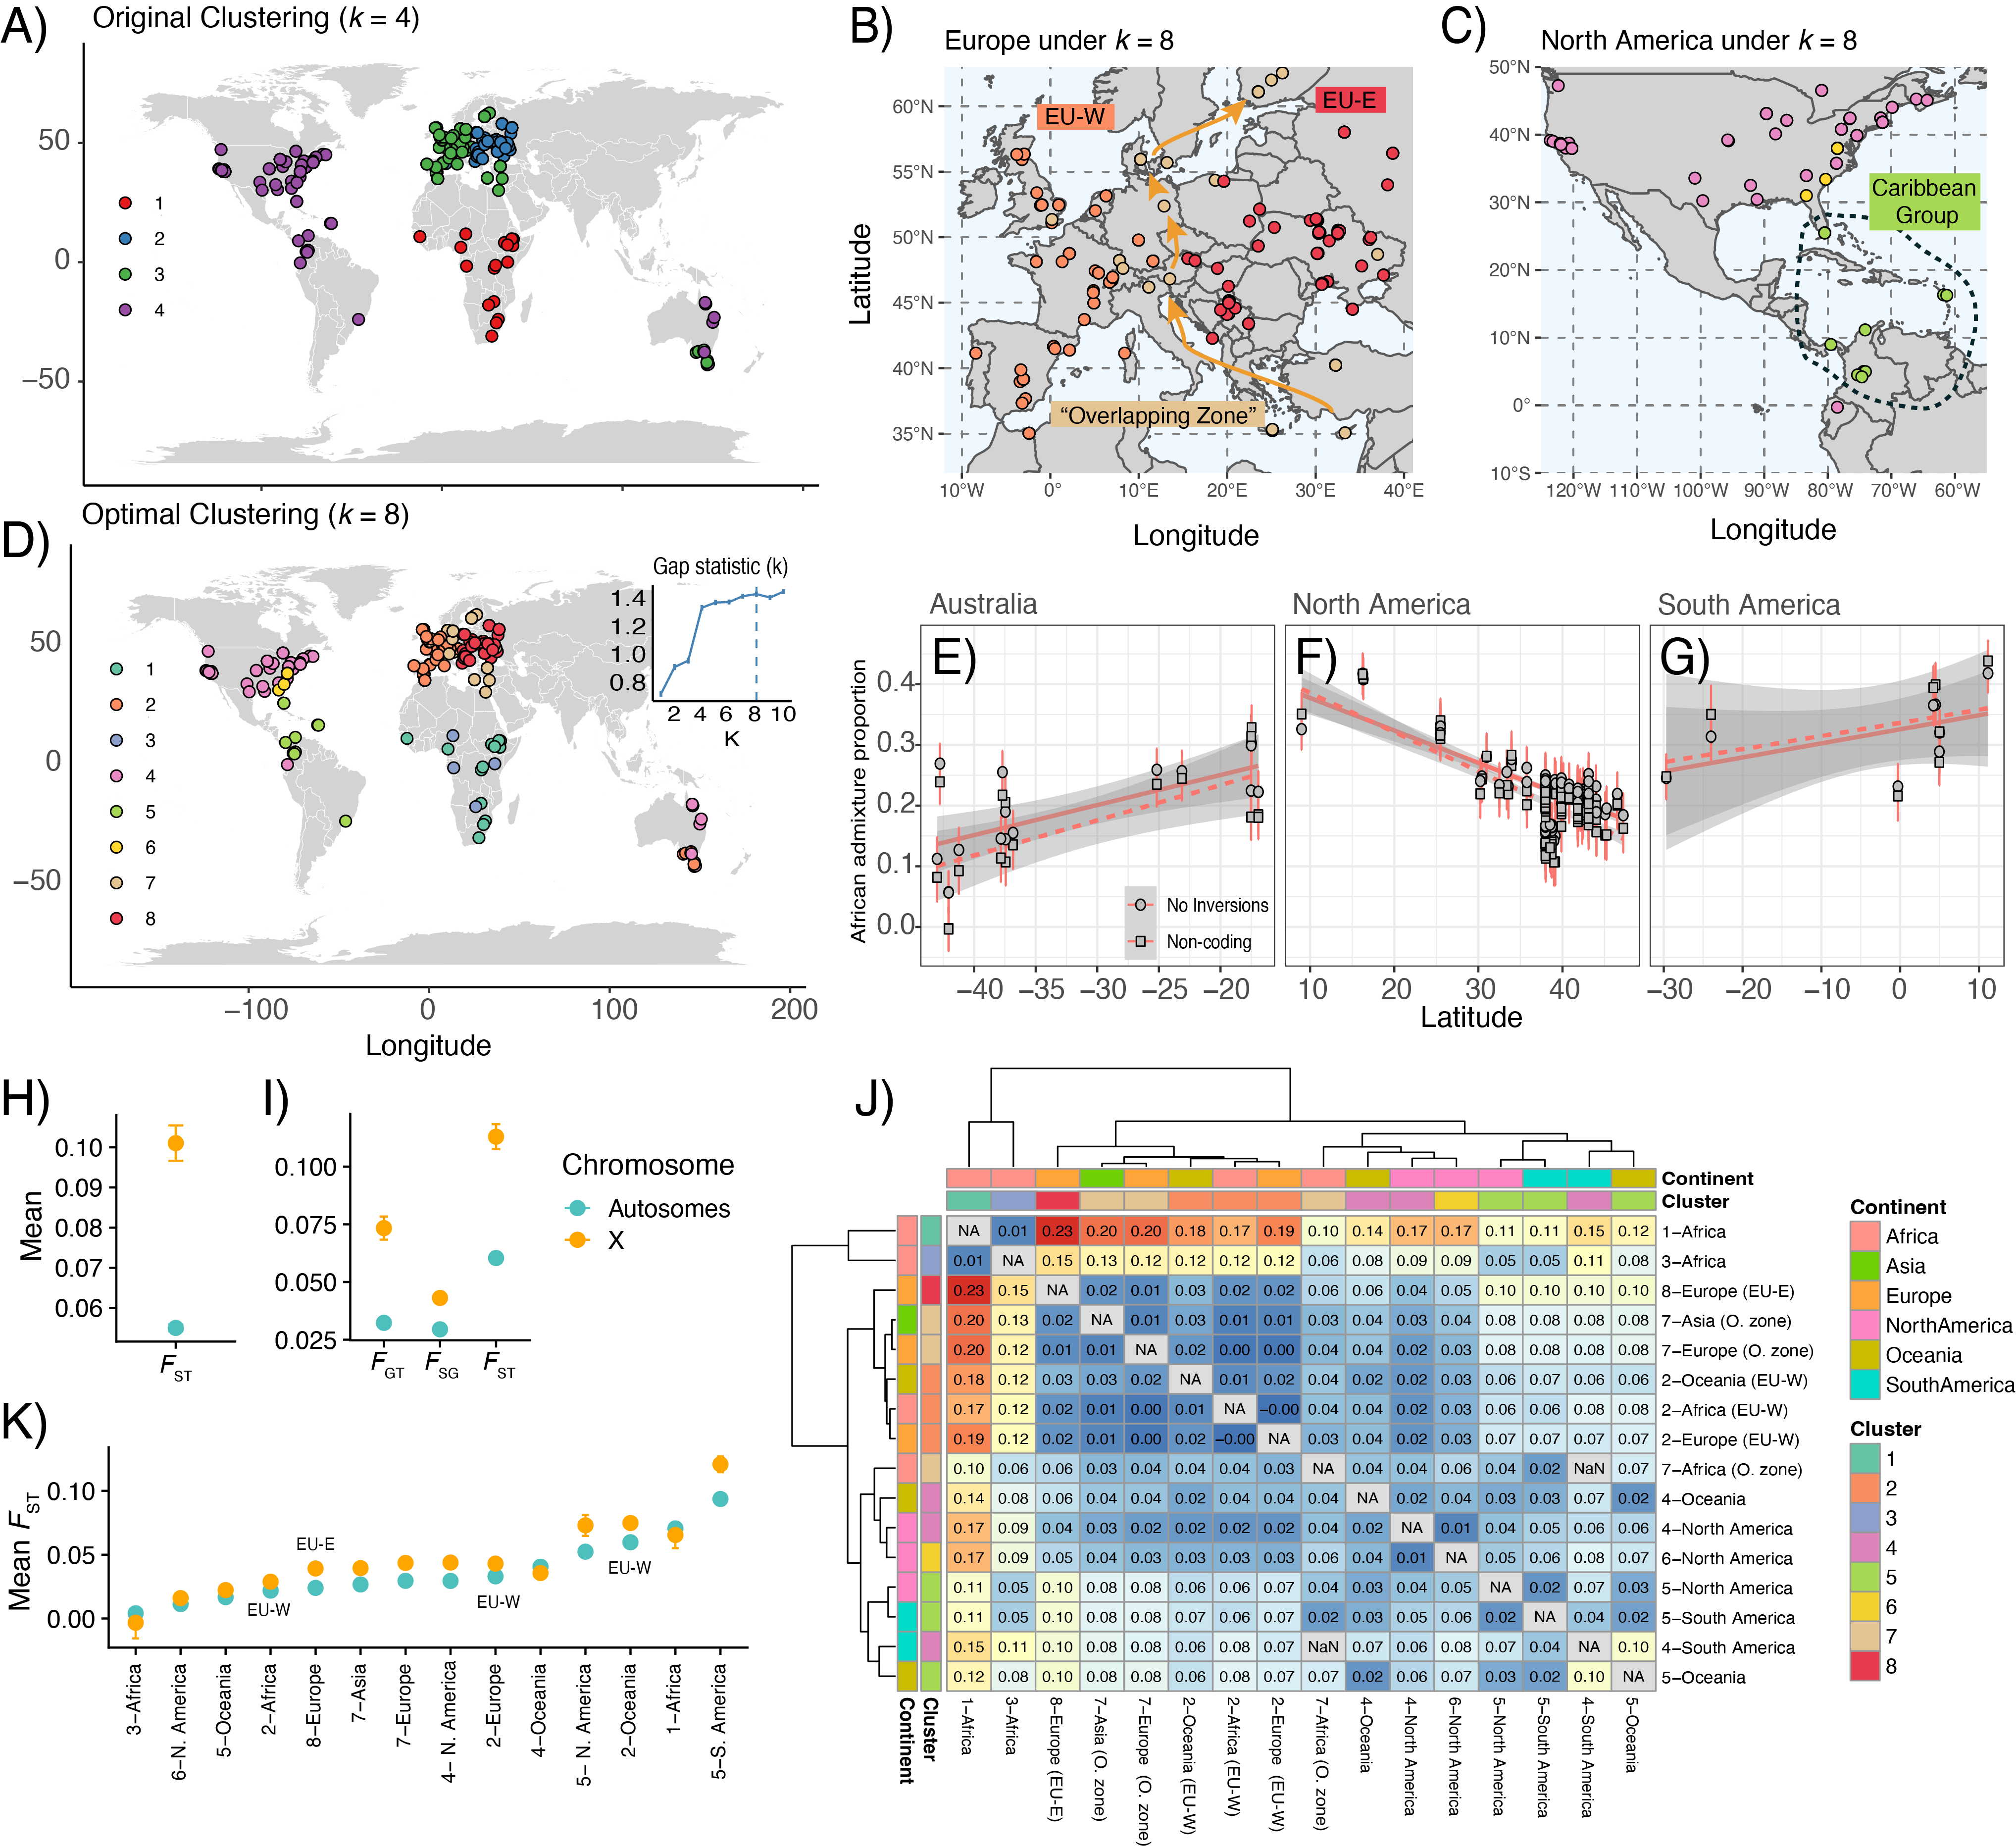 A)
Original Clustering (k = 4)
50
0
−50
1
2
3
4
B)
Europe under k = 8
EU-W
EU-E
"Overlapping Zone"
Latitude
60°N
55°N
50°N
45°N
40°N
35°N
10°W 0° 10°E 20°E 30°E 40°E
Longitude
C)
North America under k = 8
Caribbean
Group
50°N
40°N
30°N
20°N
10°N
0°
10°S
120°W 110°W 100°W 90°W 80°W 70°W 60°W
Longitude
D)
Optimal Clustering (k = 8)
50
0
−50
1
2
3
4
5
6
7
8
Gap statistic (k)
1.4
1.2
1.0
0.8
2 4 6 8 10
K
−100 0 100 200
Longitude
Australia
North America
South America
E)
F)
G)
African admixture proportion
0.4
0.3
0.2
0.1
0.0
No Inversions
Non-coding
−40 −35 −30 −25 −20
10 20 30 40
−30 −20 −10 0 10
Latitude
H)
Mean
0.10
0.09
0.08
0.07
0.06
FST
I)
0.100
0.075
0.050
0.025
FGT FSG FST
Chromosome
Autosomes
X
J)
Continent
Cluster
NA 0.01 0.23 0.20 0.20 0.18 0.17 0.19 0.10 0.14 0.17 0.17 0.11 0.11 0.15 0.12 1−Africa
0.01 NA 0.15 0.13 0.12 0.12 0.12 0.12 0.06 0.08 0.09 0.09 0.05 0.05 0.11 0.08 3−Africa
0.23 0.15 NA 0.02 0.01 0.03 0.02 0.02 0.06 0.06 0.04 0.05 0.10 0.10 0.10 0.10 8−Europe (EU-E)
0.20 0.13 0.02 NA 0.01 0.03 0.01 0.01 0.03 0.04 0.03 0.04 0.08 0.08 0.08 0.08 7−Asia (O. zone)
0.20 0.12 0.01 0.01 NA 0.02 0.00 0.00 0.04 0.04 0.02 0.03 0.08 0.08 0.08 0.08 7−Europe (O. zone)
0.18 0.12 0.03 0.03 0.02 NA 0.01 0.02 0.04 0.02 0.02 0.03 0.06 0.07 0.06 0.06 2−Oceania (EU-W)
0.17 0.12 0.02 0.01 0.00 0.01 NA −0.00 0.04 0.04 0.02 0.03 0.06 0.06 0.08 0.08 2−Africa (EU-W)
0.19 0.12 0.02 0.01 0.00 0.02 −0.00 NA 0.03 0.04 0.02 0.03 0.07 0.07 0.07 0.07 2−Europe (EU-W)
0.10 0.06 0.06 0.03 0.04 0.04 0.04 0.03 NA 0.04 0.04 0.06 0.04 0.02 NaN 0.07 7−Africa (O. zone)
0.14 0.08 0.06 0.04 0.04 0.02 0.04 0.04 0.04 NA 0.02 0.04 0.03 0.03 0.07 0.02 4−Oceania
0.17 0.09 0.04 0.03 0.02 0.02 0.02 0.02 0.04 0.02 NA 0.01 0.04 0.05 0.06 0.06 4−North America
0.17 0.09 0.05 0.04 0.03 0.03 0.03 0.03 0.06 0.04 0.01 NA 0.05 0.06 0.08 0.07 6−North America
0.11 0.05 0.10 0.08 0.08 0.06 0.06 0.07 0.04 0.03 0.04 0.05 NA 0.02 0.07 0.03 5−North America
0.11 0.05 0.10 0.08 0.08 0.07 0.06 0.07 0.02 0.03 0.05 0.06 0.02 NA 0.04 0.02 5−South America
0.15 0.11 0.10 0.08 0.08 0.06 0.08 0.07 NaN 0.07 0.06 0.08 0.07 0.04 NA 0.10 4−South America
0.12 0.08 0.10 0.08 0.08 0.06 0.08 0.07 0.07 0.02 0.06 0.07 0.03 0.02 0.10 NA 5−Oceania
Continent
Cluster
1−Africa
3−Africa
8−Europe (EU-E)
7−Asia (O. zone)
7−Europe (O. zone)
2−Oceania (EU-W)
2−Africa (EU-W)
2−Europe (EU-W)
7−Africa (O. zone)
4−Oceania
4−North America
6−North America
5−North America
5−South America
4−South America
5−Oceania
Continent
Africa
Asia
Europe
NorthAmerica
Oceania
SouthAmerica
Cluster
1
2
3
4
5
6
7
8
K)
Mean FST
0.10
0.05
0.00
EU-W
EU-E
EU-W
EU-W
3−Africa
6−N. America
5−Oceania
2−Africa
8−Europe
7−Asia
7−Europe
4− N. America
2−Europe
4−Oceania
5− N. America
2−Oceania
1−Africa
5−S. America